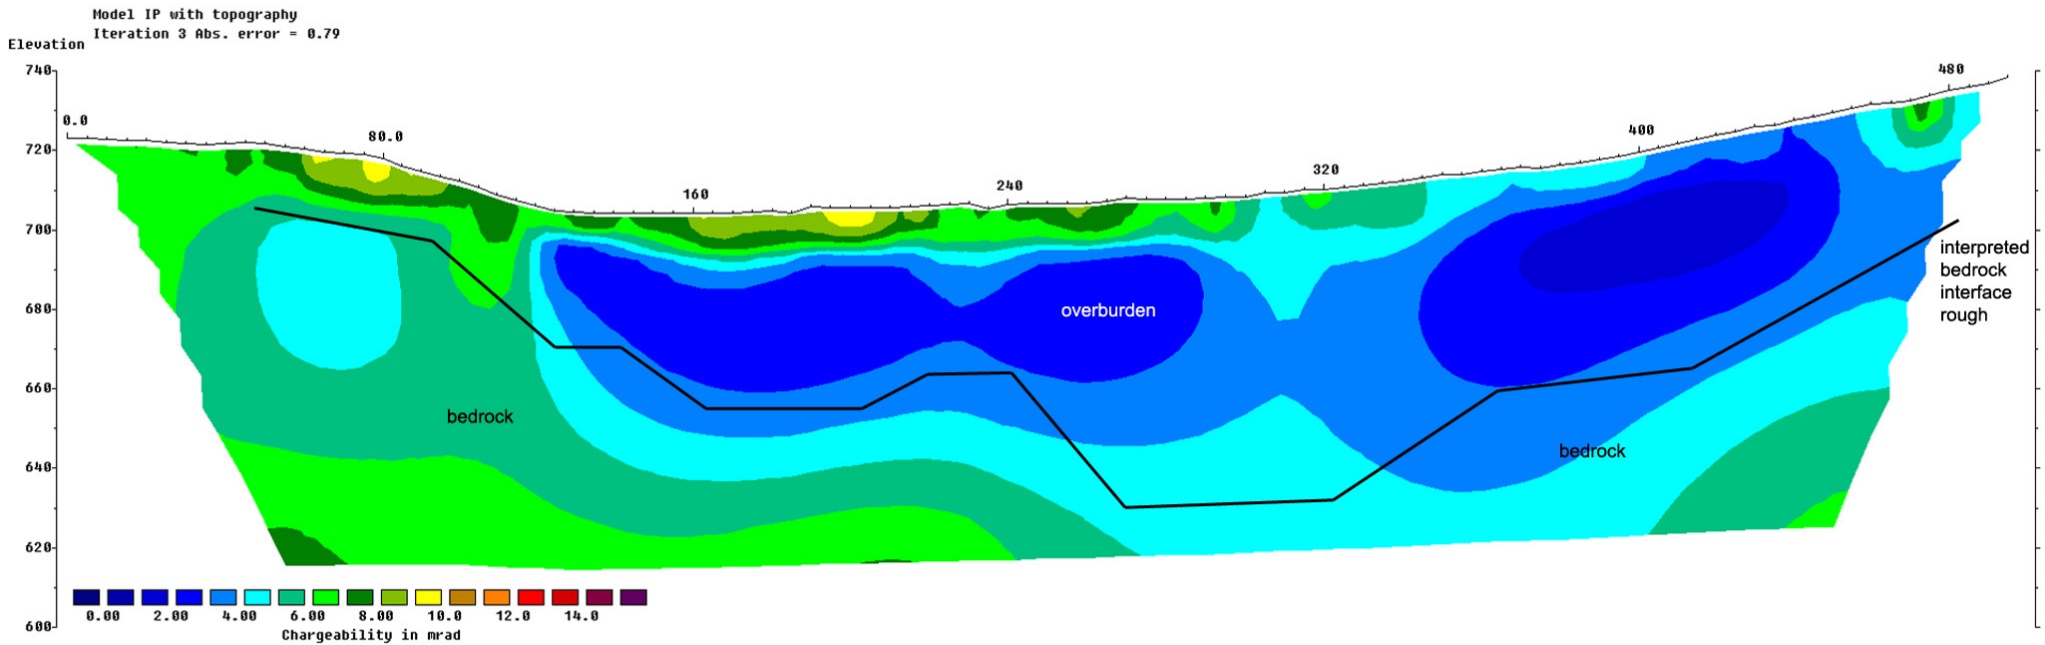 Model IP with topography
Iteration 3 Abs. error = 0.79
Elevation
740
480
0.0
80.0
400
720
320
160
240
700
interpreted
bedrock
interface
rough
680
overburden
660
bedrock
bedrock
640
620
0.00 2.00 4.00 6.00 8.00 10.0 12.0 14.0
600
Chargeability in mrad